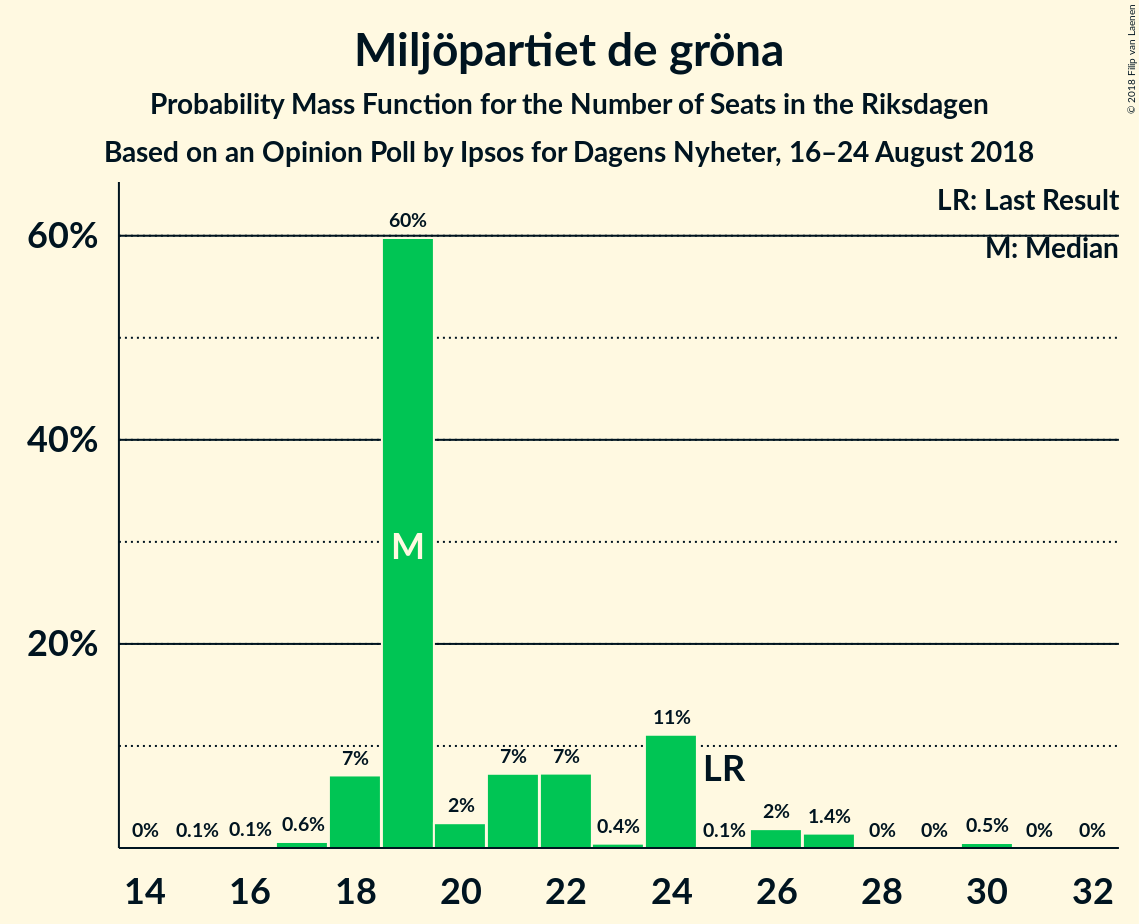 Miljöpartiet de gröna
Probability Mass Function for the Number of Seats in the Riksdagen
Based on an Opinion Poll by Ipsos for Dagens Nyheter, 16–24 August 2018
© 2018 Filip van Laenen
LR: Last Result
M: Median
60%
40%
20%
0% 0.1% 0.1% 0.6% 7% 60% 2% 7% 7% 0.4% 11% 0.1% 2% 1.4% 0% 0% 0.5% 0% 0%
M
LR
14 16 18 20 22 24 26 28 30 32